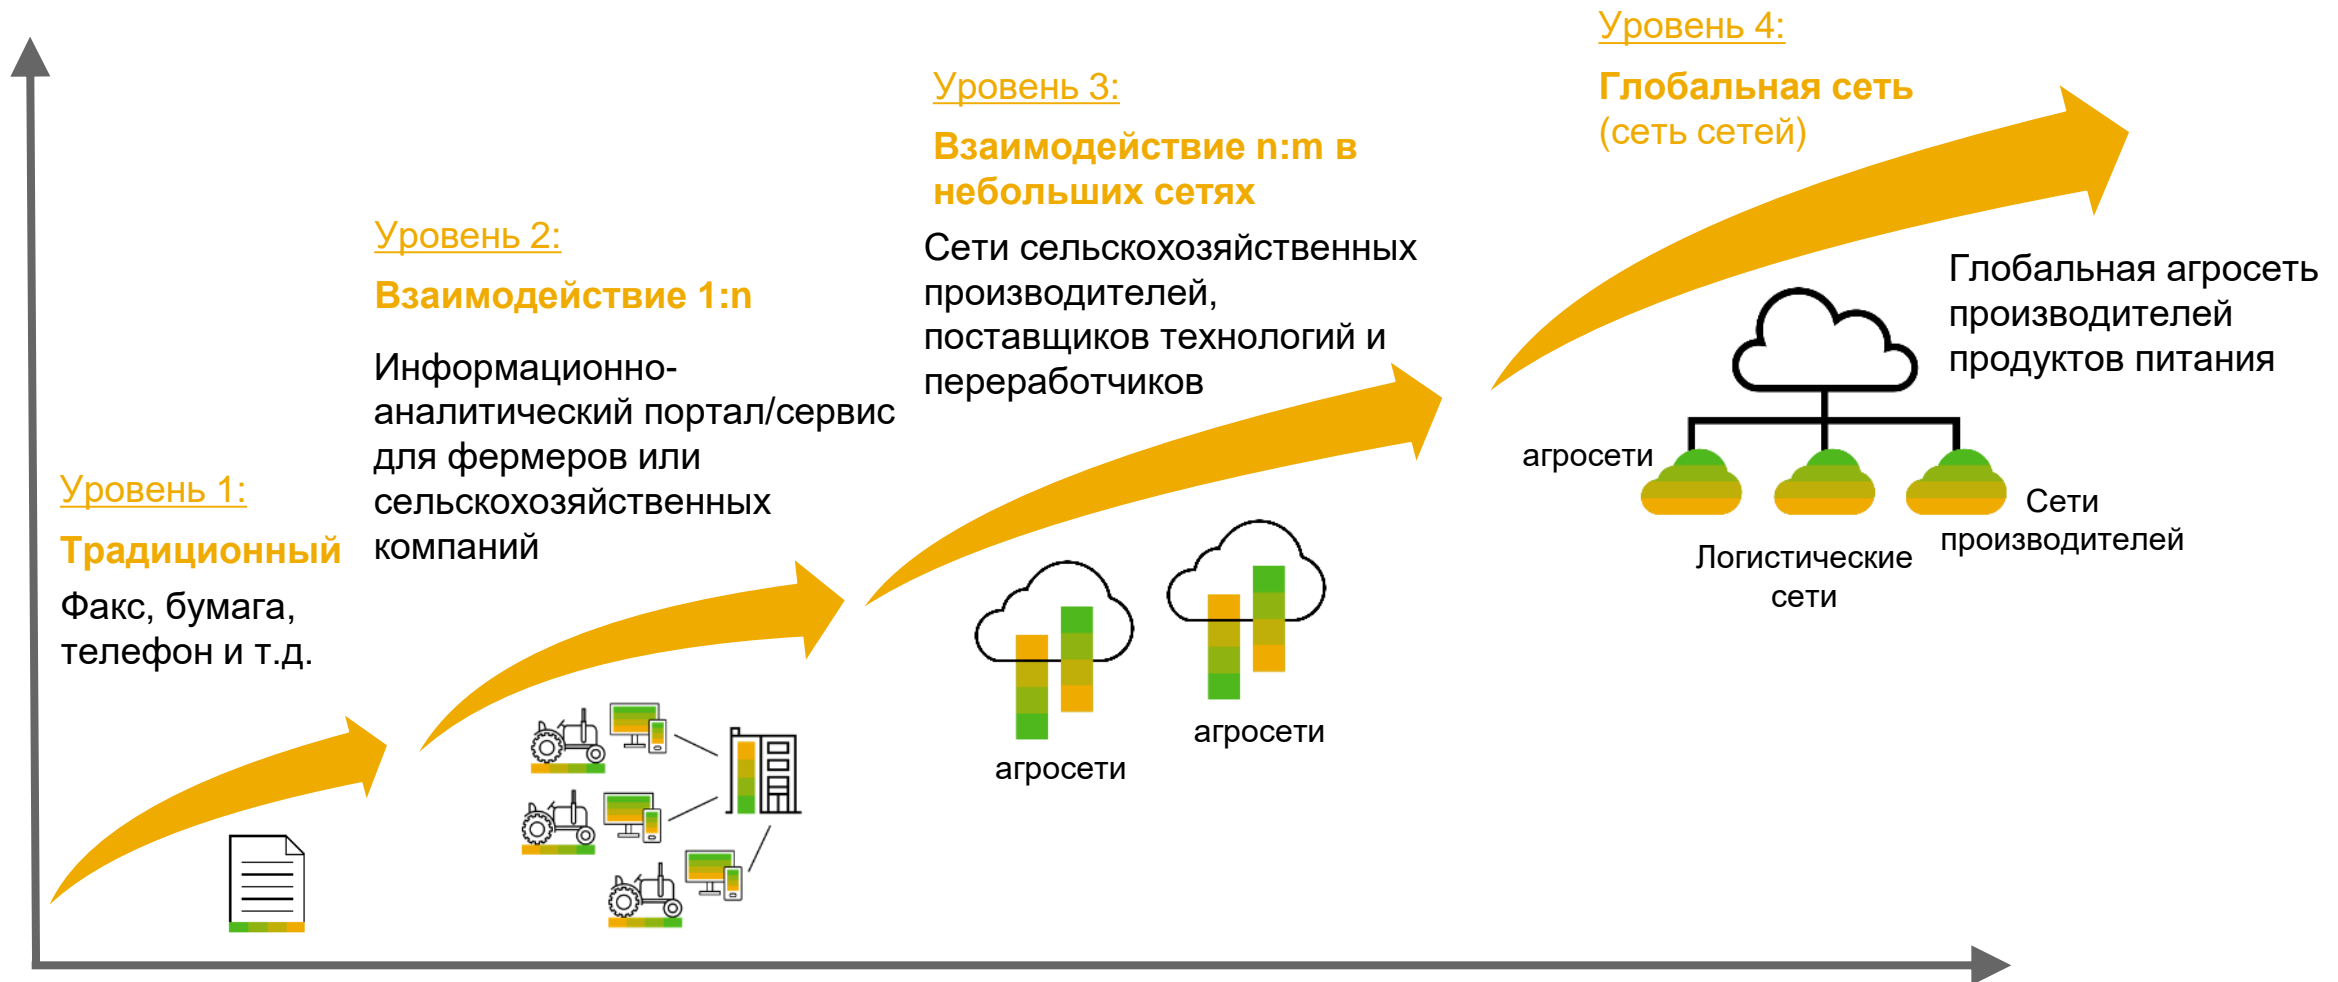 Уровень 1:
Традиционный
Факс, бумага,
телефон и т.д.
Уровень 2:
Взаимодействие 1:n
Информационно-
аналитический портал/сервис
для фермеров или
сельскохозяйственных
компаний
Уровень 3:
Взаимодействие n:m в
небольших сетях
Сети сельскохозяйственных
производителей,
поставщиков технологий и
переработчиков
агросети
агросети
Уровень 4:
Глобальная сеть
(сеть сетей)
Глобальная агросеть
производителей
продуктов питания
агросети
Логистические
сети
Сети
производителей